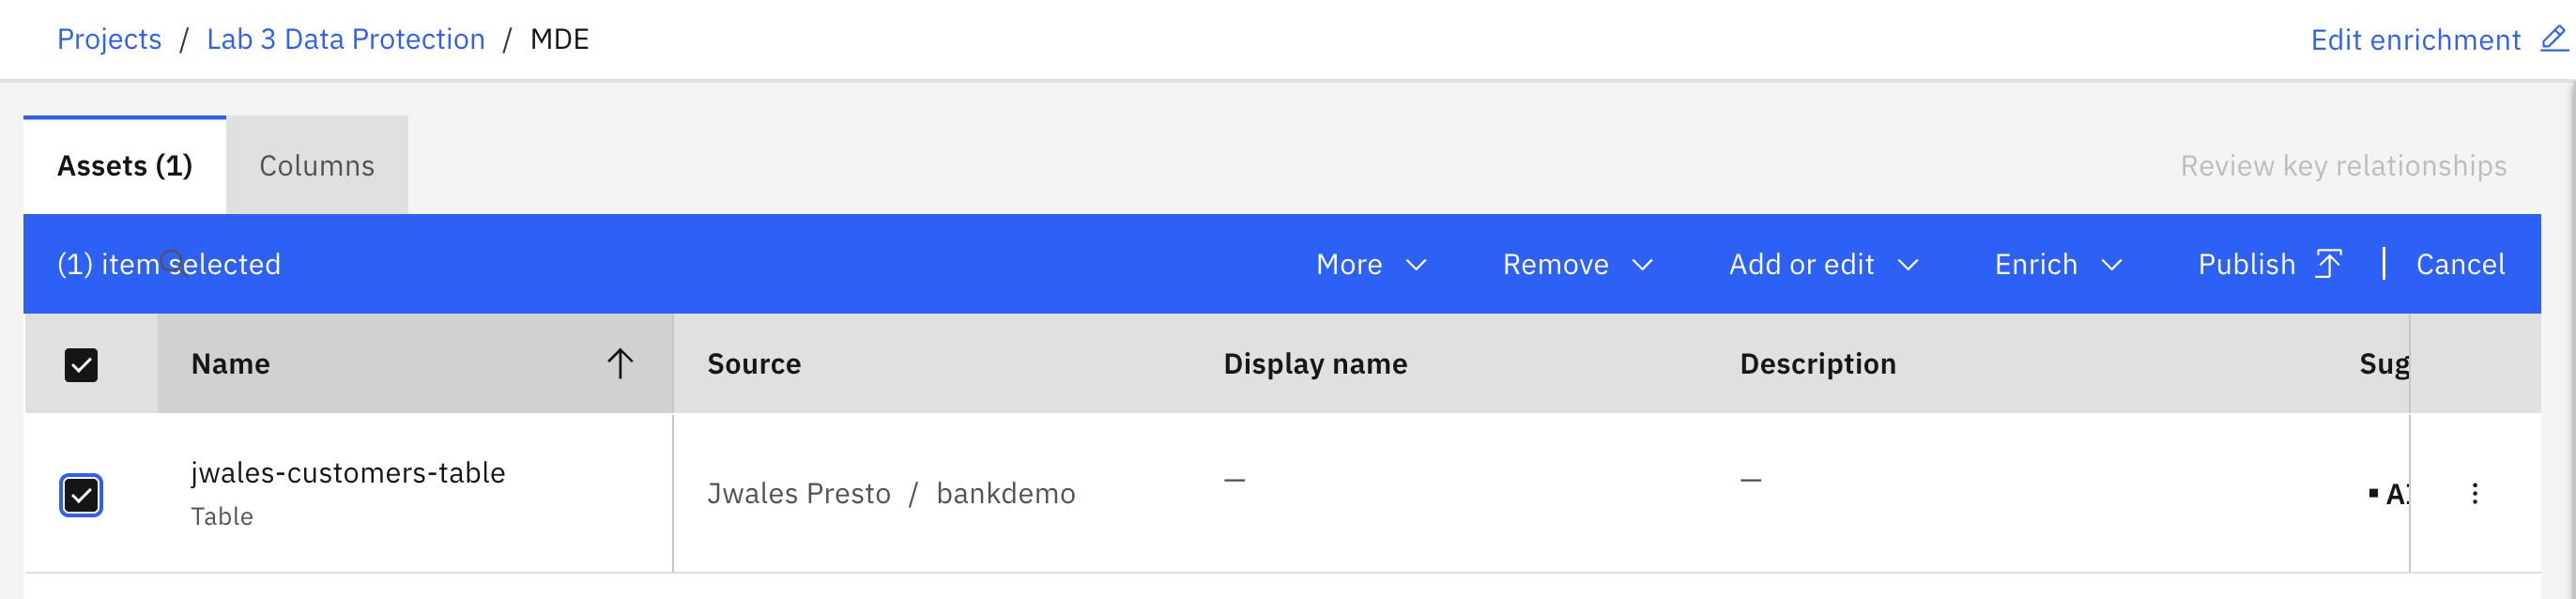 Projects / Lab 3 Data Protection / MDE
Edit enrichment
Assets (1)
Columns
Review key relationships
(1) item selected
More
Remove
Add or edit
Enrich
Publish
Cancel
Name
Source
Display name
Description
Sug
jwales-customers-table
Table
Jwales Presto / bankdemo
—
—